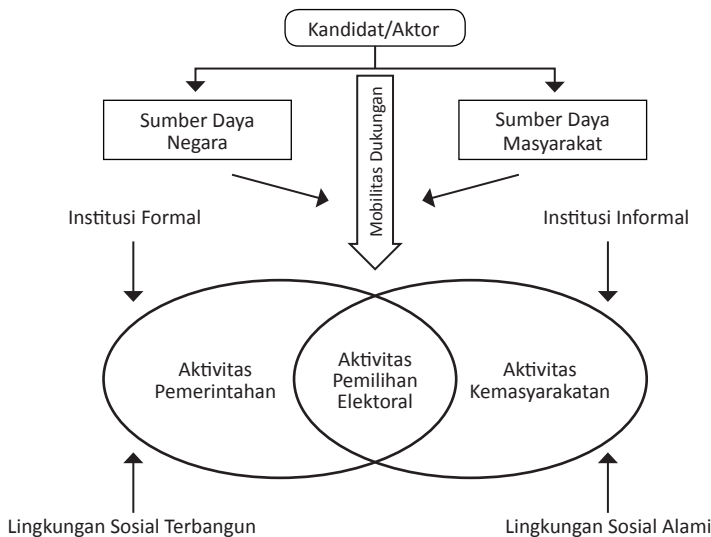 Kandidat/Aktor
Sumber Daya
Negara
Mobilitas Dukungan
Sumber Daya
Masyarakat
Institusi Formal
Institusi Informal
Aktivitas
Pemerintahan
Aktivitas
Pemilihan
Elektoral
Aktivitas
Kemasyarakatan
Lingkungan Sosial Terbangun
Lingkungan Sosial Alami